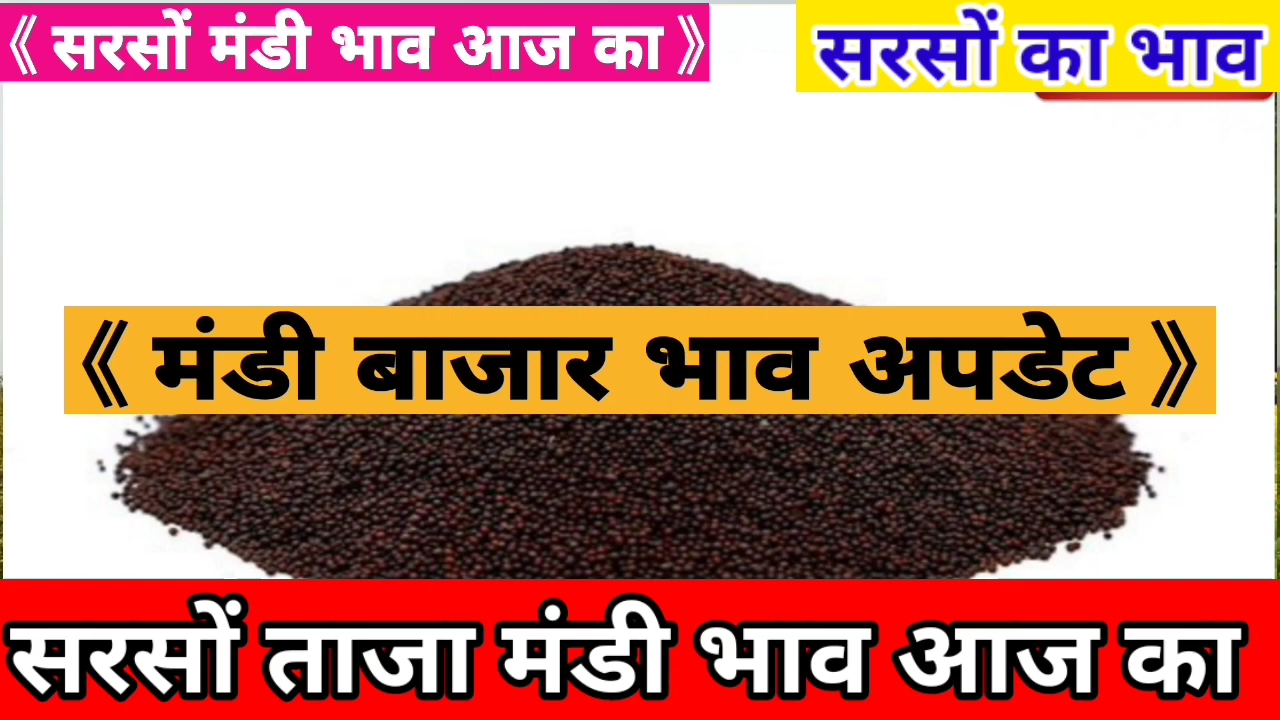 《 सरसों मंडी भाव आज का 》
सरसों का भाव
《 मंडी बाजार भाव अपडेट 》
सरसों ताजा मंडी भाव आज का